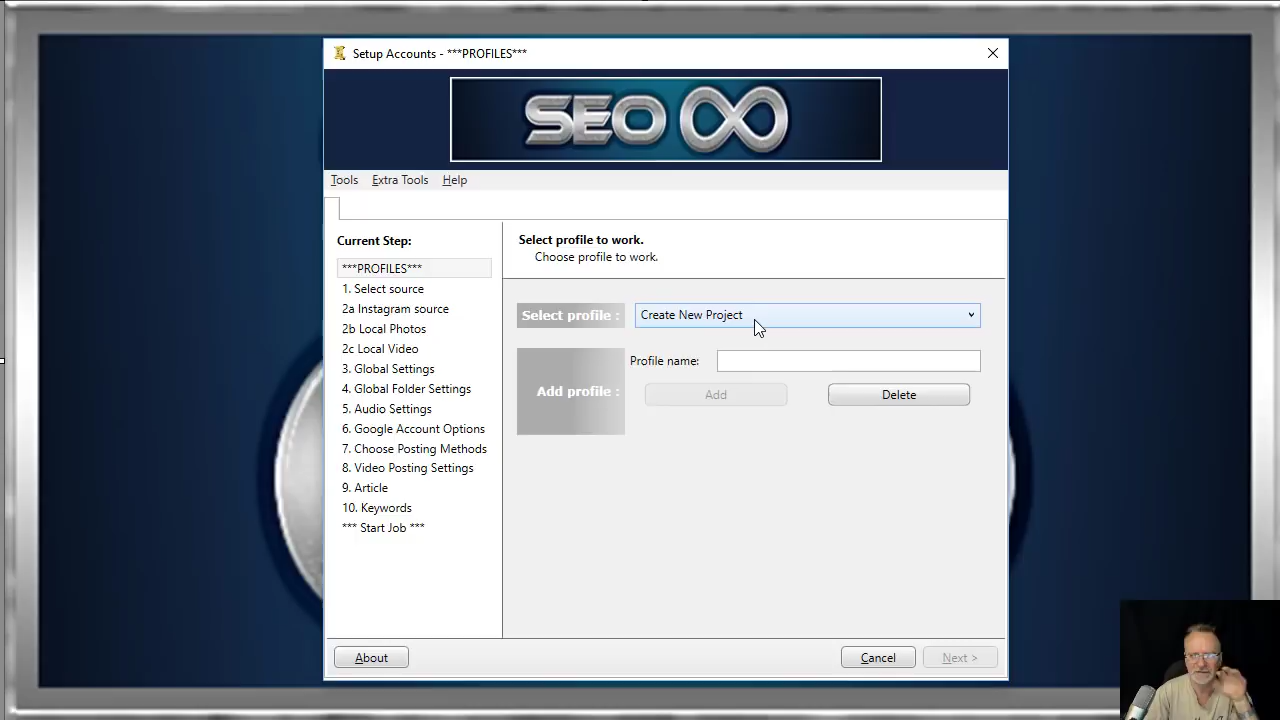 Setup Accounts - ***PROFILES***
SEO
Tools Extra Tools Help
Current Step:
***PROFILES***
1. Select source
2a Instagram source
2b Local Photos
2c Local Video
3. Global Settings
4. Global Folder Settings
5. Audio Settings
6. Google Account Options
7. Choose Posting Methods
8. Video Posting Settings
9. Article
10. Keywords
*** Start Job ***
Select profile to work.
Choose profile to work.
Select profile : Create New Project
Add profile :
Profile name:
Add Delete
About Cancel Next >